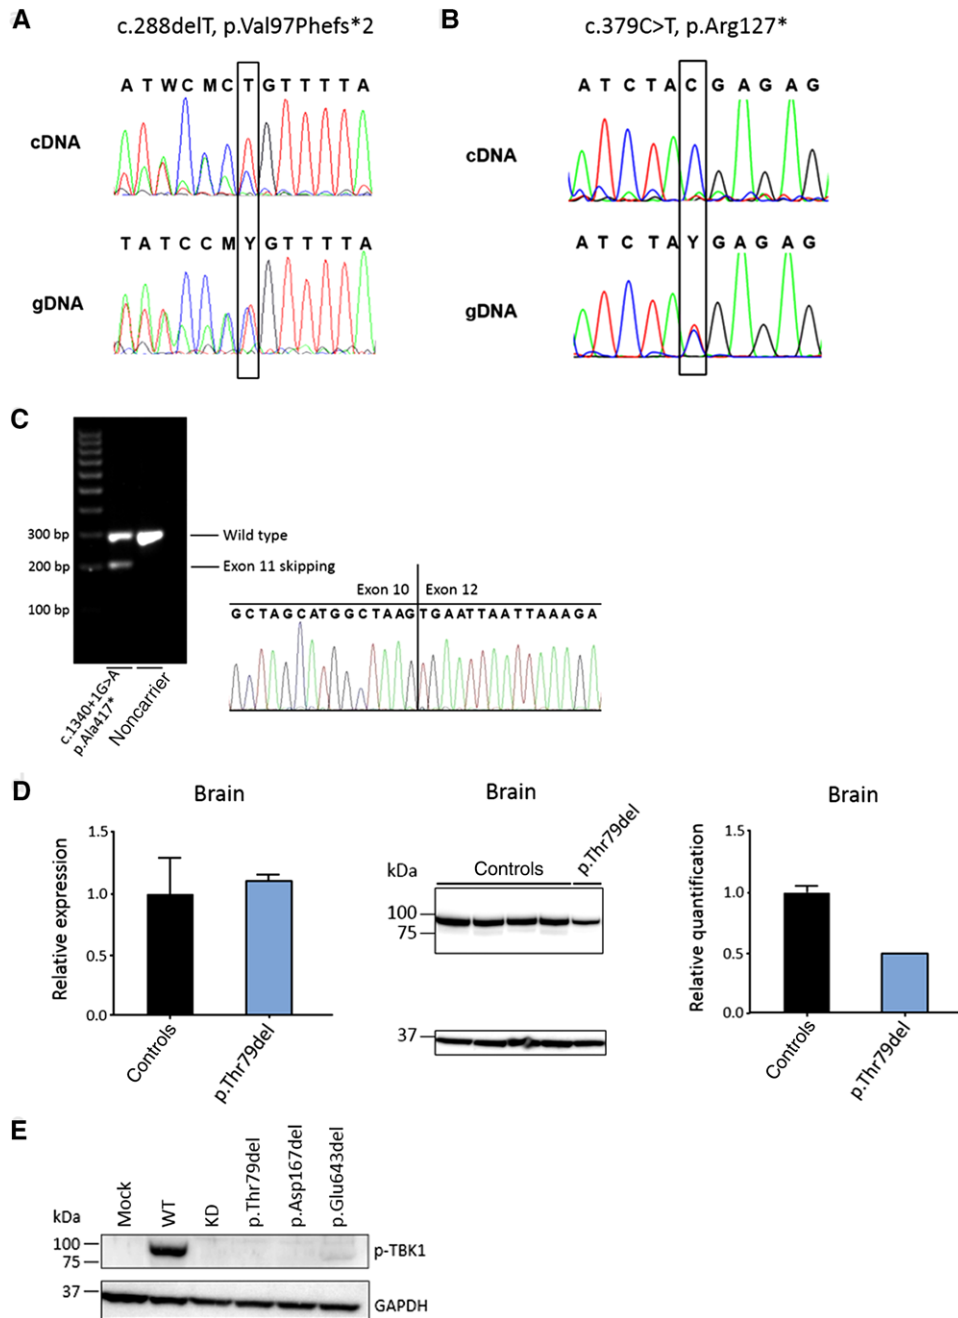 A
c.288delT, p.Val97Phefs*2
A T W C M C T G T T T T A
cDNA
T A T C C M Y G T T T T A
gDNA
B
c.379C>T, p.Arg127*
A T C T A C G A G A G
cDNA
A T C T A Y G A G A G
gDNA
C
300 bp
200 bp
100 bp
Wild type
Exon 11 skipping
c.1340+1G>A
p.Ala417*
Noncarrier
Exon 10
Exon 12
G C T A G C A T G G C T A A G T G A A T T A A T T A A A G A
D
Brain
Relative expression
1.5
1.0
0.5
0.0
Controls
p.Thr79del
Brain
kDa
Controls
p.Thr79del
100
75
37
Brain
Relative quantification
1.5
1.0
0.5
0.0
Controls
p.Thr79del
E
Mock
WT
KD
p.Thr79del
p.Asp167del
p.Glu643del
kDa
100
75
p-TBK1
37
GAPDH